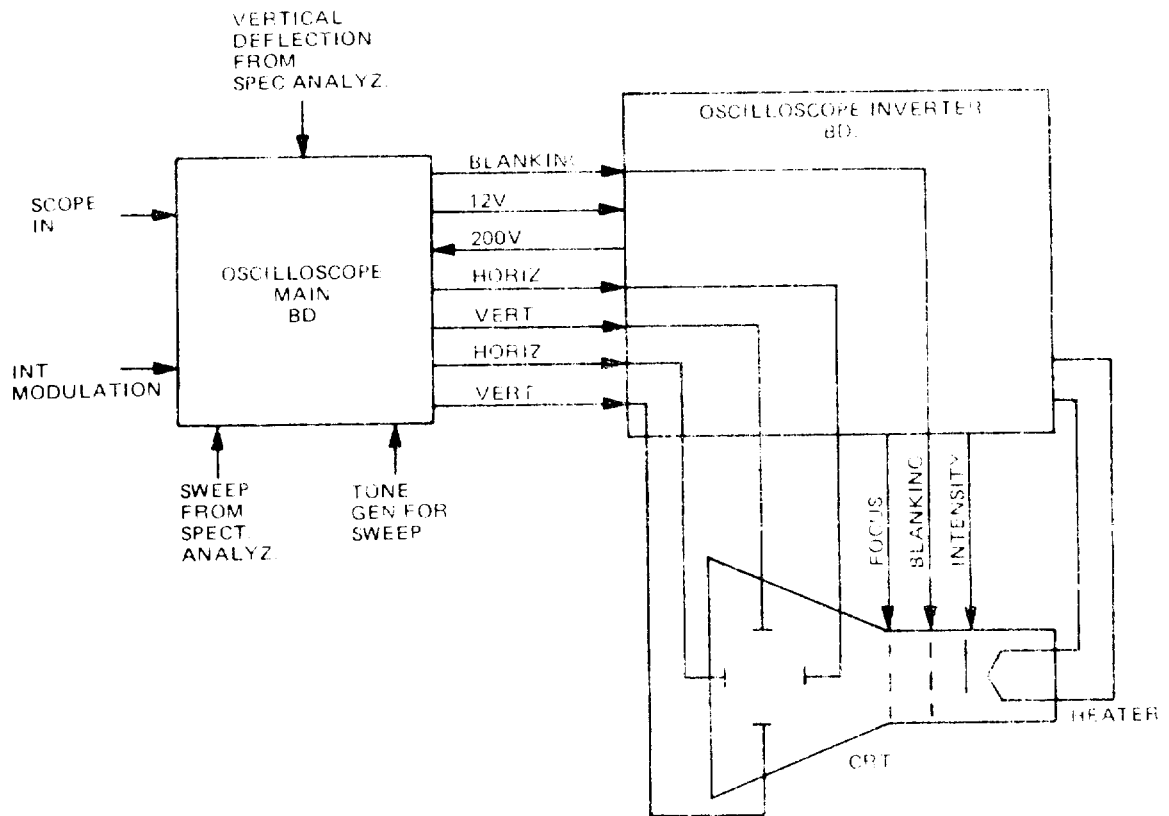 VERTICAL
DEFLECTION
FROM
SPEC ANALYZ.
OSCILLOSCOPE INVERTER
BD.
BLANKING
SCOPE
IN
12V
200V
OSCILLOSCOPE
MAIN
BD
HORIZ
VERT
HORIZ
VERT
INT
MODULATION
SWEEP
FROM
SPECT.
ANALYZ.
TONE
GEN FOR
SWEEP
FOCUS
BLANKING
INTENSITY
HEATER
CRT